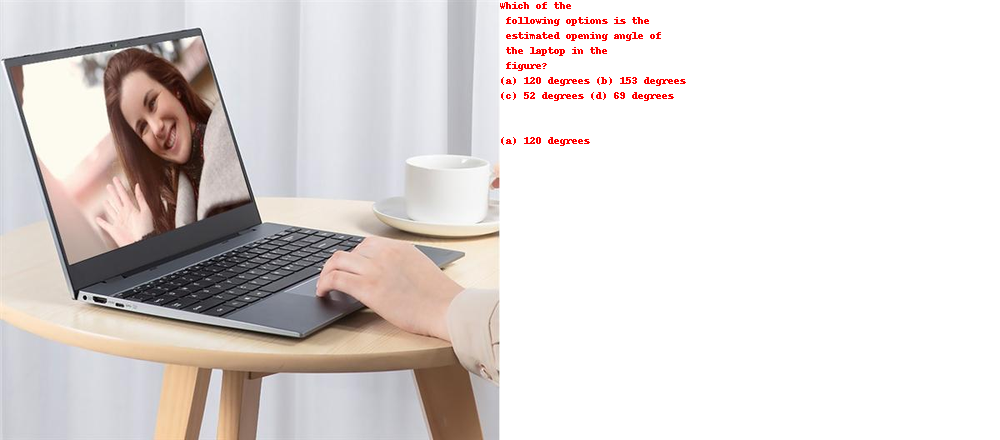 Which of the
following options is the
estimated opening angle of
the laptop in the
figure?
(a) 120 degrees (b) 153 degrees
(c) 52 degrees (d) 69 degrees
(a) 120 degrees